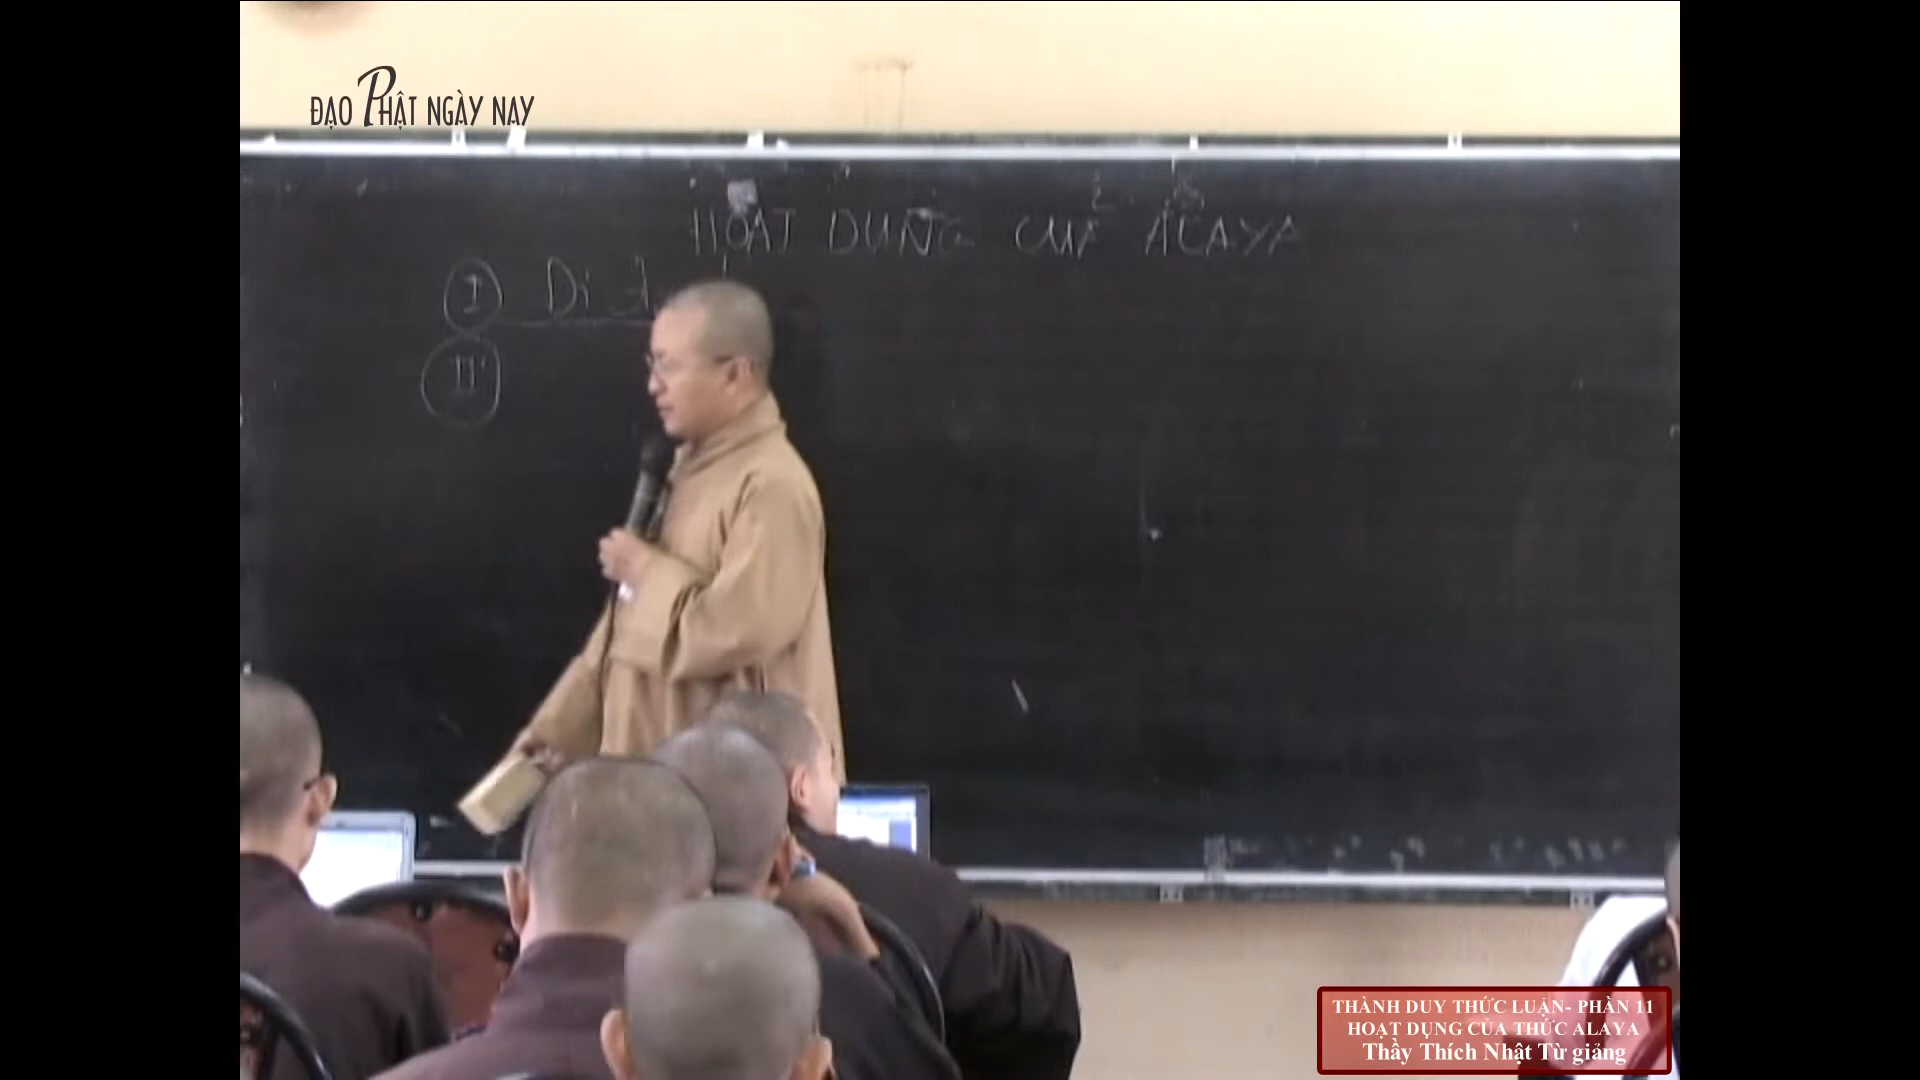 ĐẠO PHẬT NGÀY NAY
HOẠT DỤNG CỦA ALAYA
I Di
II
THÀNH DUY THỨC LUẬN- PHẦN 11
HOẠT DỤNG CỦA THỨC ALAYA
Thầy Thích Nhật Từ giảng